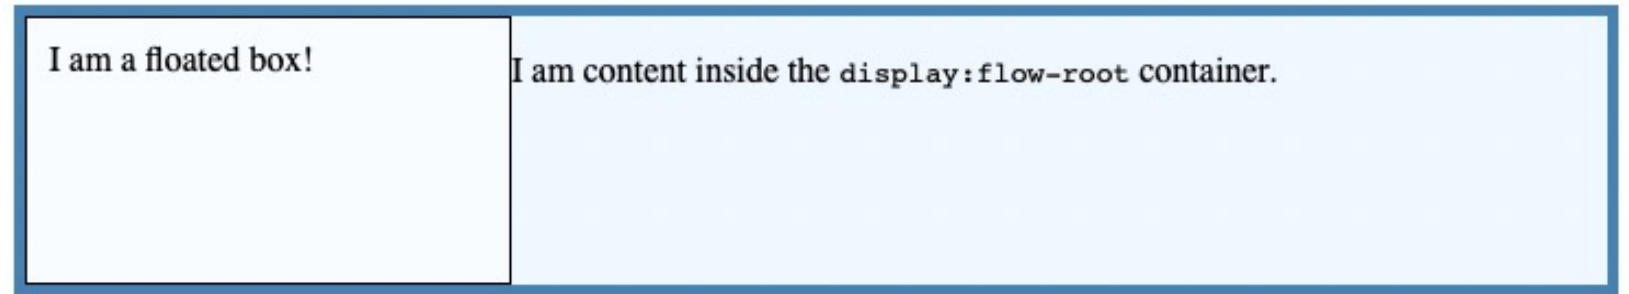 I am a floated box!
I am content inside the display:flow-root container.